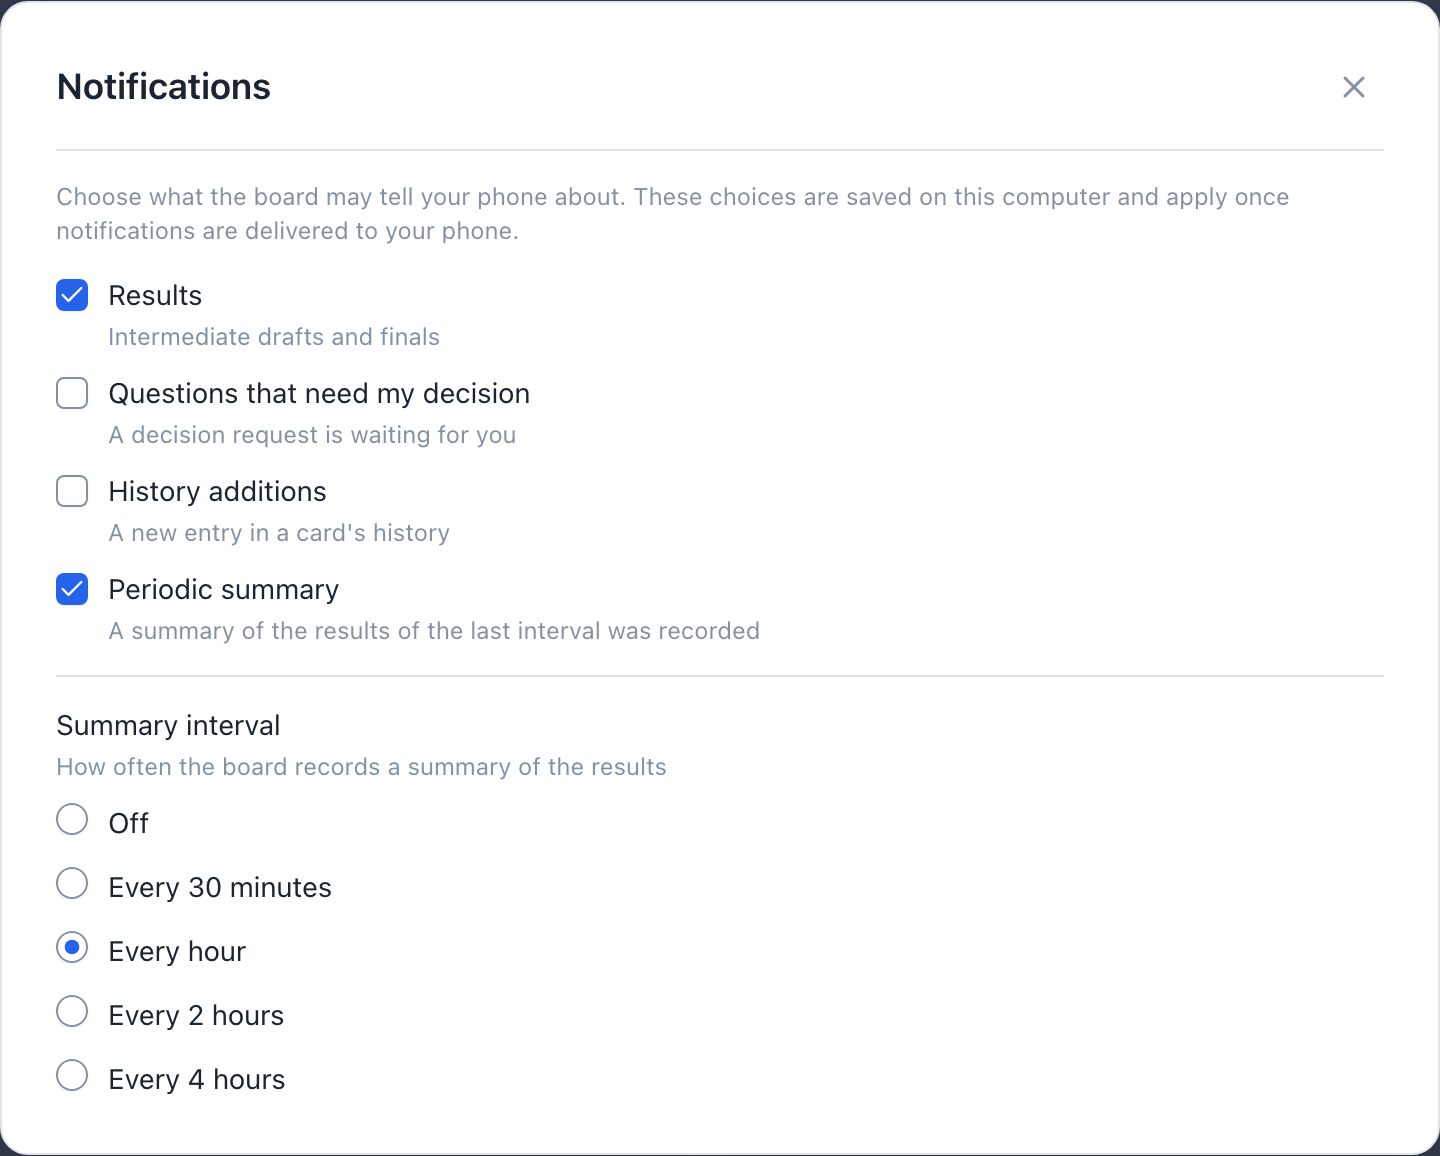 Notifications
Choose what the board may tell your phone about. These choices are saved on this computer and apply once
notifications are delivered to your phone.
Results
Intermediate drafts and finals
Questions that need my decision
A decision request is waiting for you
History additions
A new entry in a card's history
Periodic summary
A summary of the results of the last interval was recorded
Summary interval
How often the board records a summary of the results
Off
Every 30 minutes
Every hour
Every 2 hours
Every 4 hours